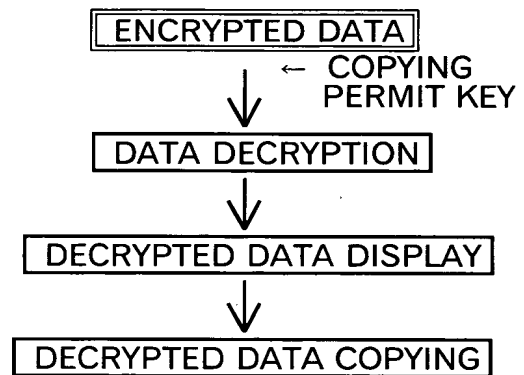 ENCRYPTED DATA
← COPYING
PERMIT KEY
DATA DECRYPTION
DECRYPTED DATA DISPLAY
DECRYPTED DATA COPYING